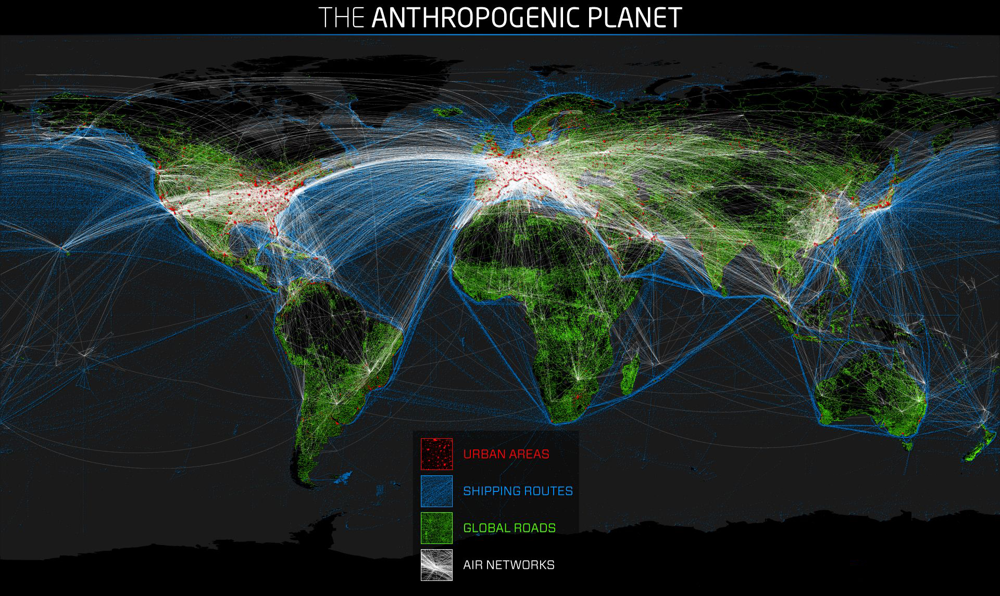 THE ANTHROPOGENIC PLANET
URBAN AREAS
SHIPPING ROUTES
GLOBAL ROADS
AIR NETWORKS